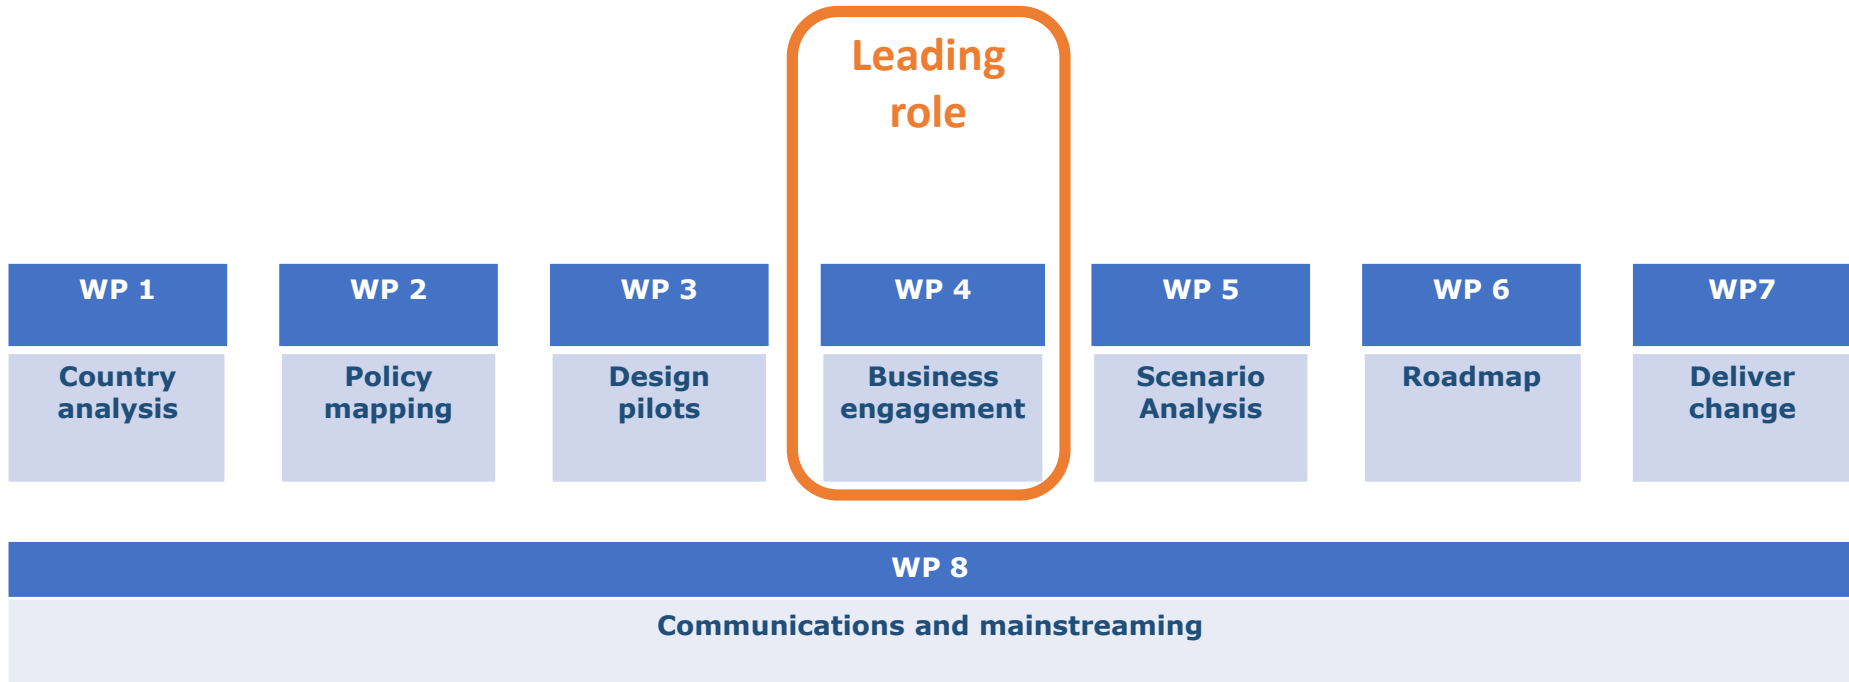 Leading
role
WP 1
WP 2
WP 3
WP 4
WP 5
WP 6
WP7
Country
analysis
Policy
mapping
Design
pilots
Business
engagement
Scenario
Analysis
Roadmap
Deliver
change
WP 8
Communications and mainstreaming